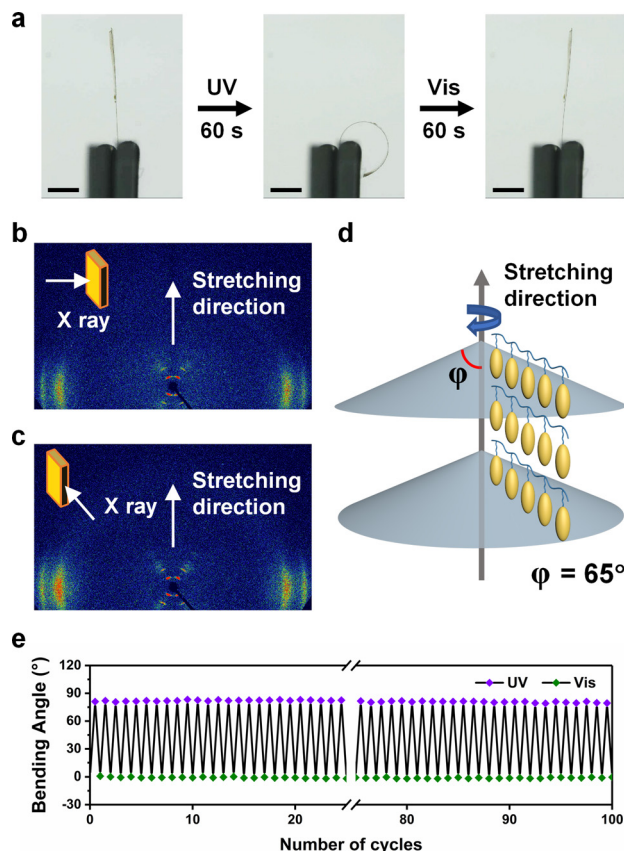 a
UV
60 s
Vis
60 s
b
Stretching
direction
X ray
c
Stretching
direction
X ray
d
Stretching
direction
φ
φ = 65°
e
Bending Angle (°)
120
90
60
30
0
-30
UV
Vis
0
10
20
80
90
100
Number of cycles